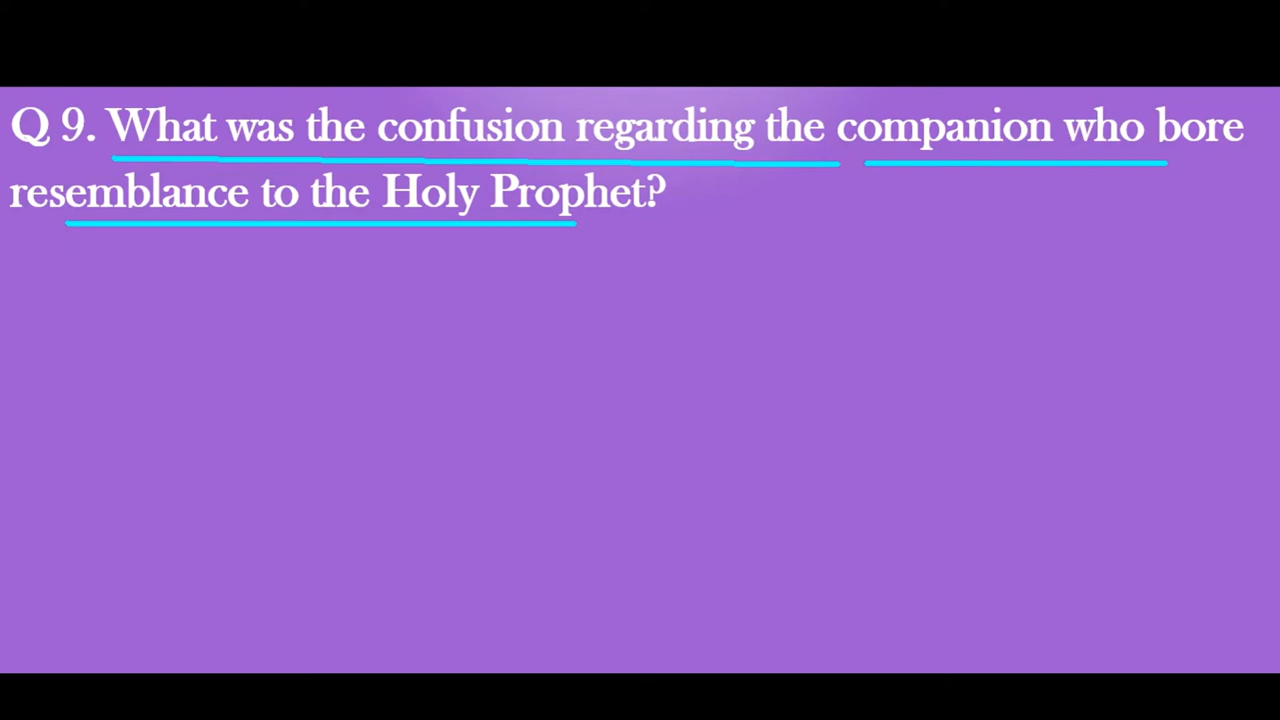 Q 9. What was the confusion regarding the companion who bore
resemblance to the Holy Prophet?